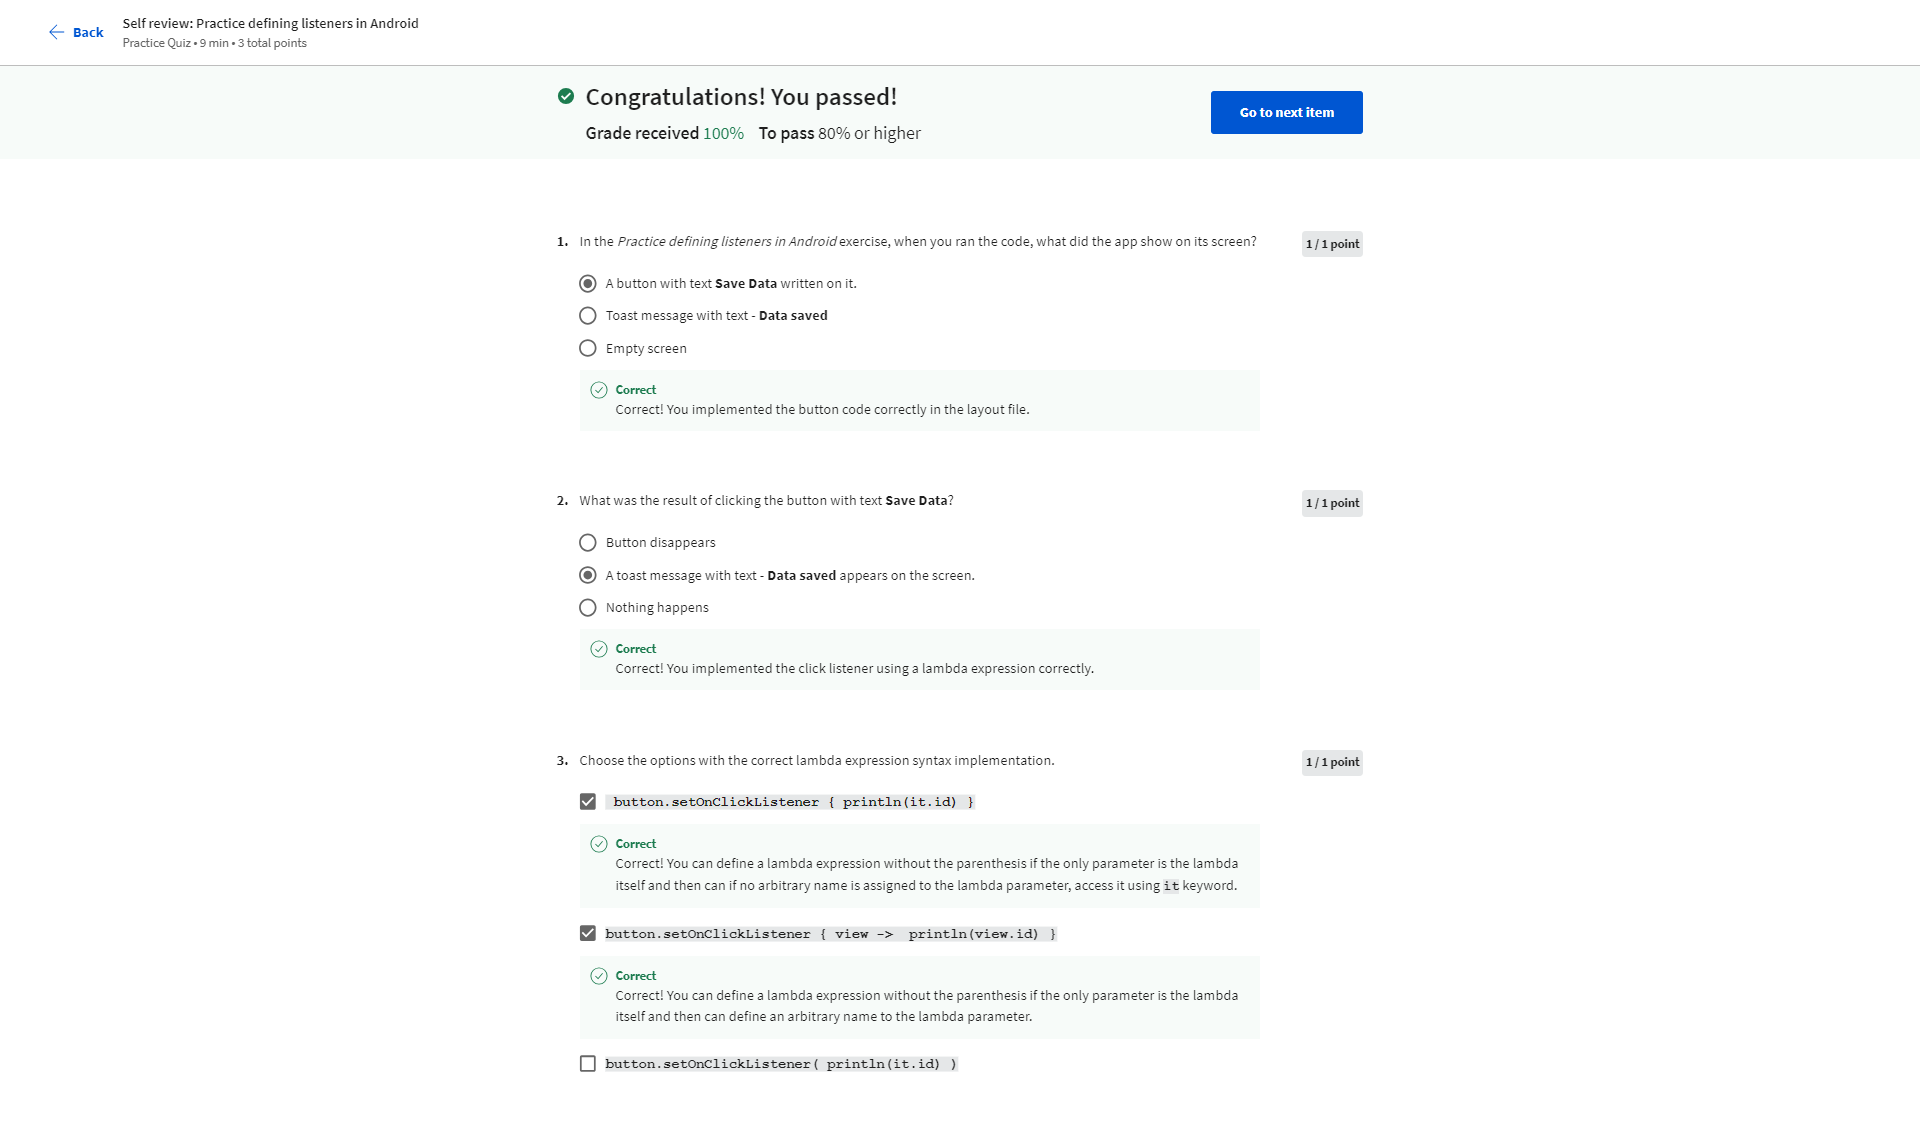 Back
Self review: Practice defining listeners in Android
Practice Quiz • 9 min • 3 total points
Congratulations! You passed!
Grade received 100% To pass 80% or higher
Go to next item
1. In the Practice defining listeners in Android exercise, when you ran the code, what did the app show on its screen?
1 / 1 point
A button with text Save Data written on it.
Toast message with text - Data saved
Empty screen
Correct
Correct! You implemented the button code correctly in the layout file.
2. What was the result of clicking the button with text Save Data?
1 / 1 point
Button disappears
A toast message with text - Data saved appears on the screen.
Nothing happens
Correct
Correct! You implemented the click listener using a lambda expression correctly.
3. Choose the options with the correct lambda expression syntax implementation.
1 / 1 point
button.setOnClickListener { println(it.id) }
Correct
Correct! You can define a lambda expression without the parenthesis if the only parameter is the lambda
itself and then can if no arbitrary name is assigned to the lambda parameter, access it using it keyword.
button.setOnClickListener { view -> println(view.id) }
Correct
Correct! You can define a lambda expression without the parenthesis if the only parameter is the lambda
itself and then can define an arbitrary name to the lambda parameter.
button.setOnClickListener( println(it.id) )